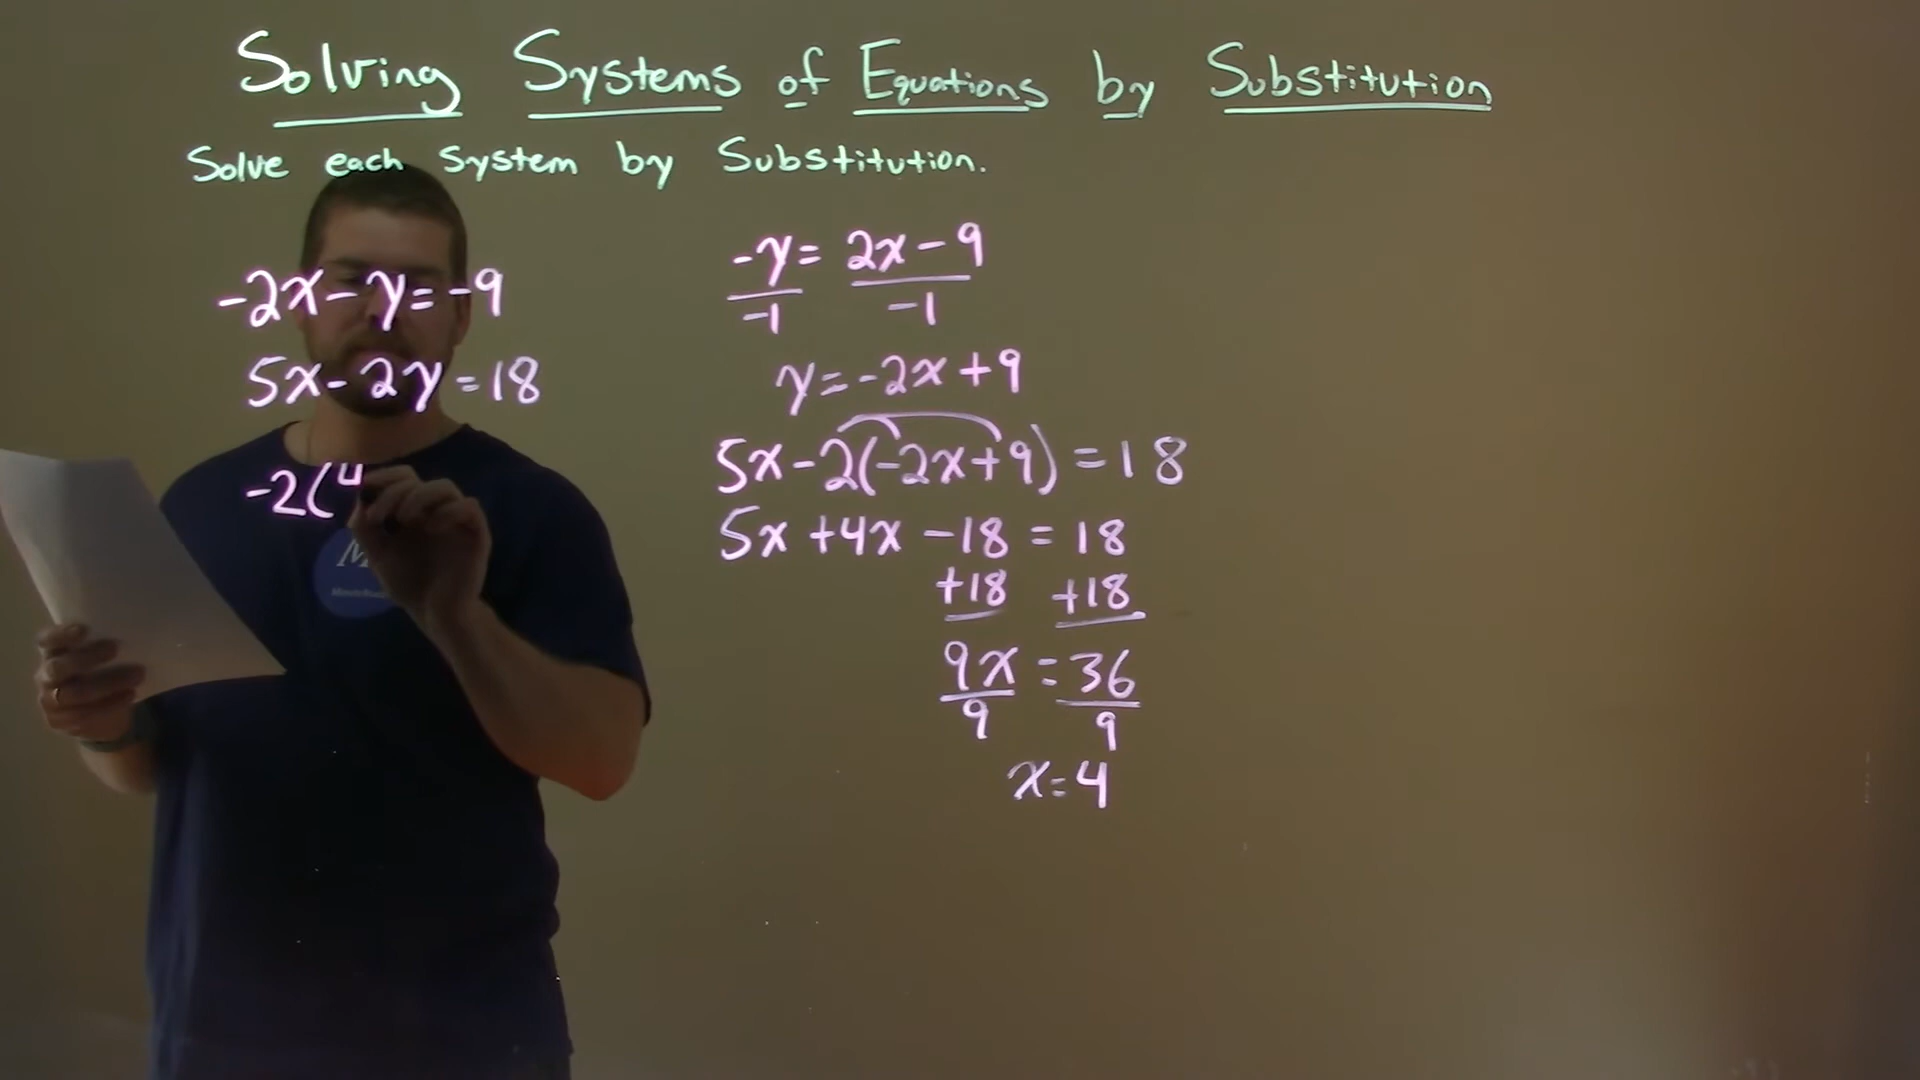 Solving Systems of Equations by Substitution
Solve each System by Substitution.
-2x-y=-9
5x-2y=18
-2(4
-y = 2x-9
-1 -1
y=-2x+9
5x-2(-2x+9)=18
5x+4x-18=18
+18 +18
9x=36
9 9
x=4
M